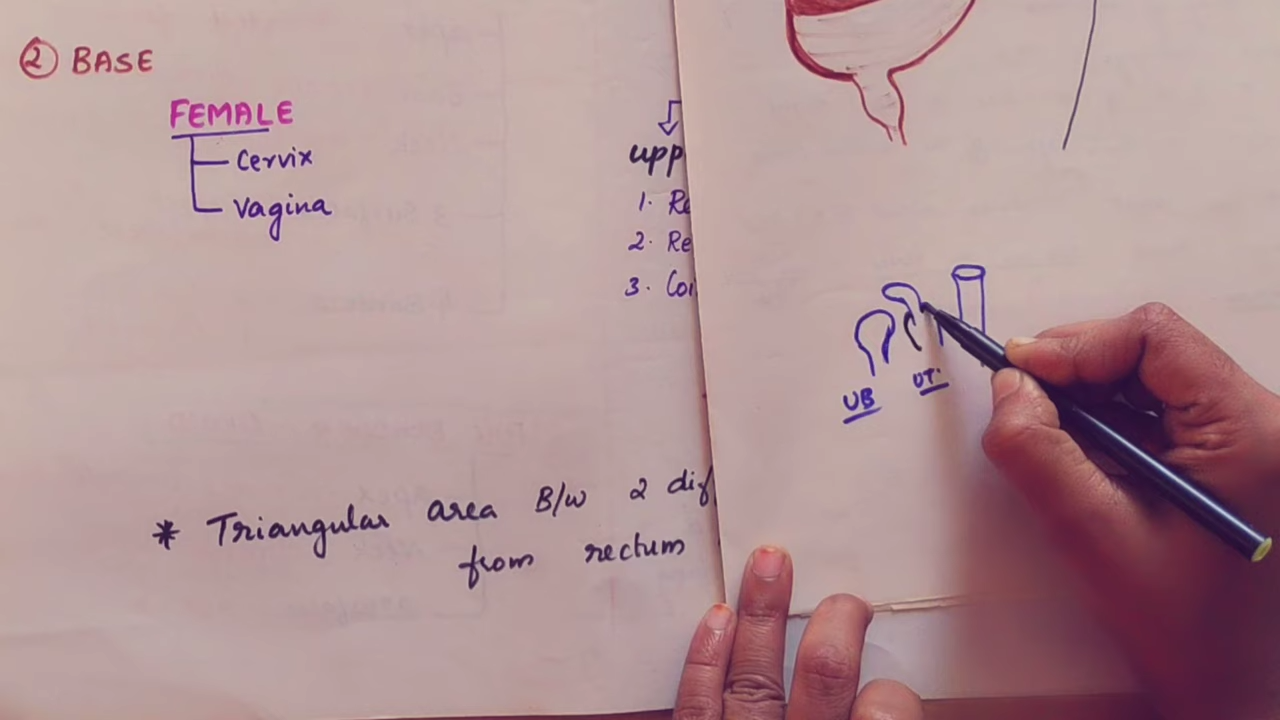 ② BASE
FEMALE
Cervix
Vagina
upp
1. Re
2. Re
3. Coi
* Triangular area B/w 2 dif
from rectum
UB
UT.